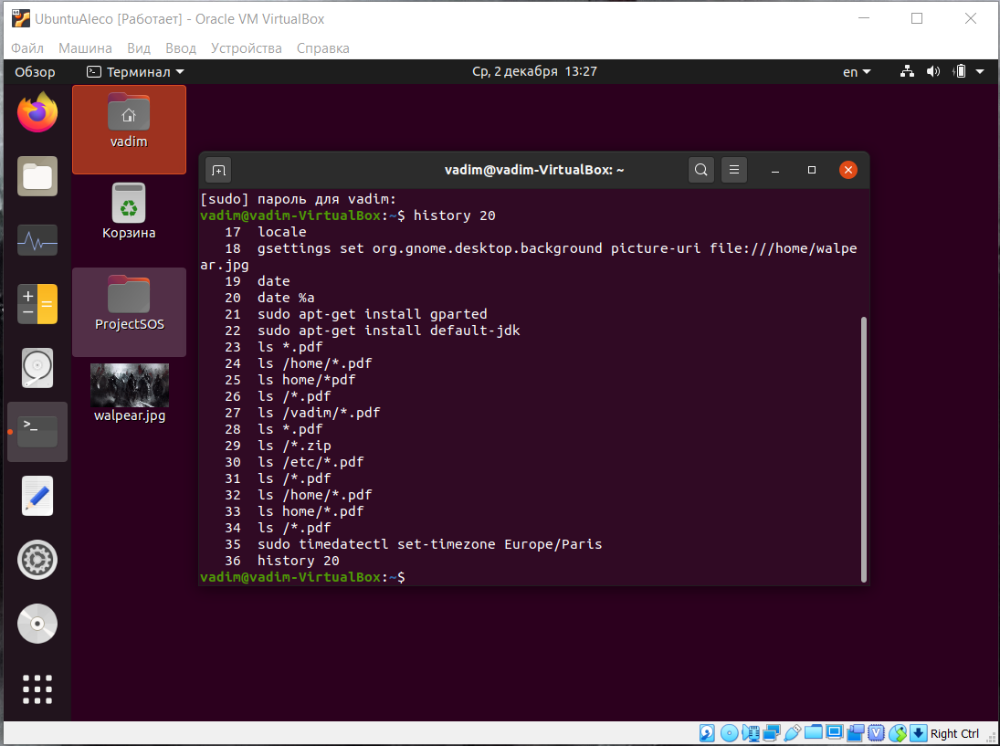 UbuntuAleco [Работает] - Oracle VM VirtualBox
Файл Машина Вид Ввод Устройства Справка
Обзор Терминал Ср, 2 декабря 13:27 en
vadim
Корзина
ProjectSOS
walpear.jpg
vadim@vadim-VirtualBox: ~
[sudo] пароль для vadim:
vadim@vadim-VirtualBox:~$ history 20
17 locale
18 gsettings set org.gnome.desktop.background picture-uri file:///home/walpe
ar.jpg
19 date
20 date %a
21 sudo apt-get install gparted
22 sudo apt-get install default-jdk
23 ls *.pdf
24 ls /home/*.pdf
25 ls home/*pdf
26 ls /*.pdf
27 ls /vadim/*.pdf
28 ls *.pdf
29 ls /*.zip
30 ls /etc/*.pdf
31 ls /*.pdf
32 ls /home/*.pdf
33 ls home/*.pdf
34 ls /*.pdf
35 sudo timedatectl set-timezone Europe/Paris
36 history 20
vadim@vadim-VirtualBox:~$
Right Ctrl